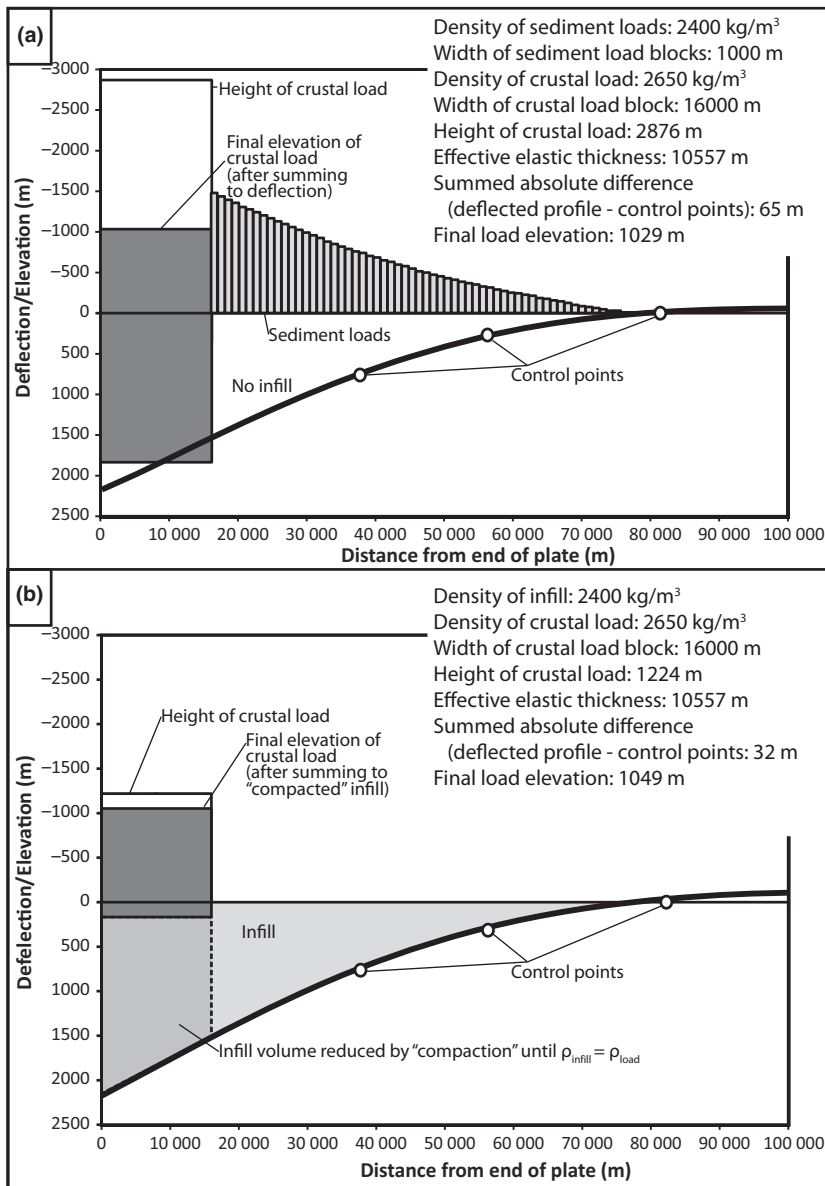 (a)
Density of sediment loads: 2400 kg/m³
Width of sediment load blocks: 1000 m
Density of crustal load: 2650 kg/m³
Width of crustal load block: 16000 m
Height of crustal load: 2876 m
Effective elastic thickness: 10557 m
Summed absolute difference
(deflected profile - control points): 65 m
Final load elevation: 1029 m
Height of crustal load
Final elevation of
crustal load
(after summing
to deflection)
Sediment loads
No infill
Control points
Deflection/Elevation (m)
−3000
−2500
−2000
−1500
−1000
−500
0
500
1000
1500
2000
2500
0
10 000
20 000
30 000
40 000
50 000
60 000
70 000
80 000
90 000
100 000
Distance from end of plate (m)
(b)
Density of infill: 2400 kg/m³
Density of crustal load: 2650 kg/m³
Width of crustal load block: 16000 m
Height of crustal load: 1224 m
Effective elastic thickness: 10557 m
Summed absolute difference
(deflected profile - control points: 32 m
Final load elevation: 1049 m
Height of crustal load
Final elevation of
crustal load
(after summing to
“compacted” infill)
Infill
Control points
Infill volume reduced by “compaction” until ρinfill = ρload
Defelection/Elevation (m)
−3000
−2500
−2000
−1500
−1000
−500
0
500
1000
1500
2000
2500
0
10 000
20 000
30 000
40 000
50 000
60 000
70 000
80 000
90 000
100 000
Distance from end of plate (m)